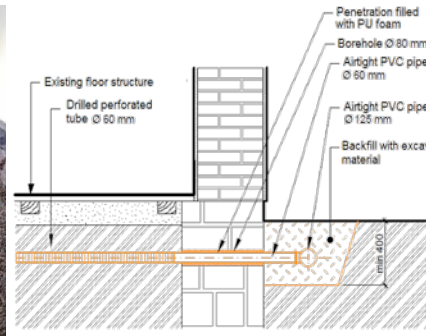 Penetration filled
with PU foam
Borehole Ø 80 mm
Existing floor structure
Airtight PVC pipe
Ø 60 mm
Drilled perforated
tube Ø 60 mm
Airtight PVC pipe
Ø 125 mm
Backfill with excav
material
min 400